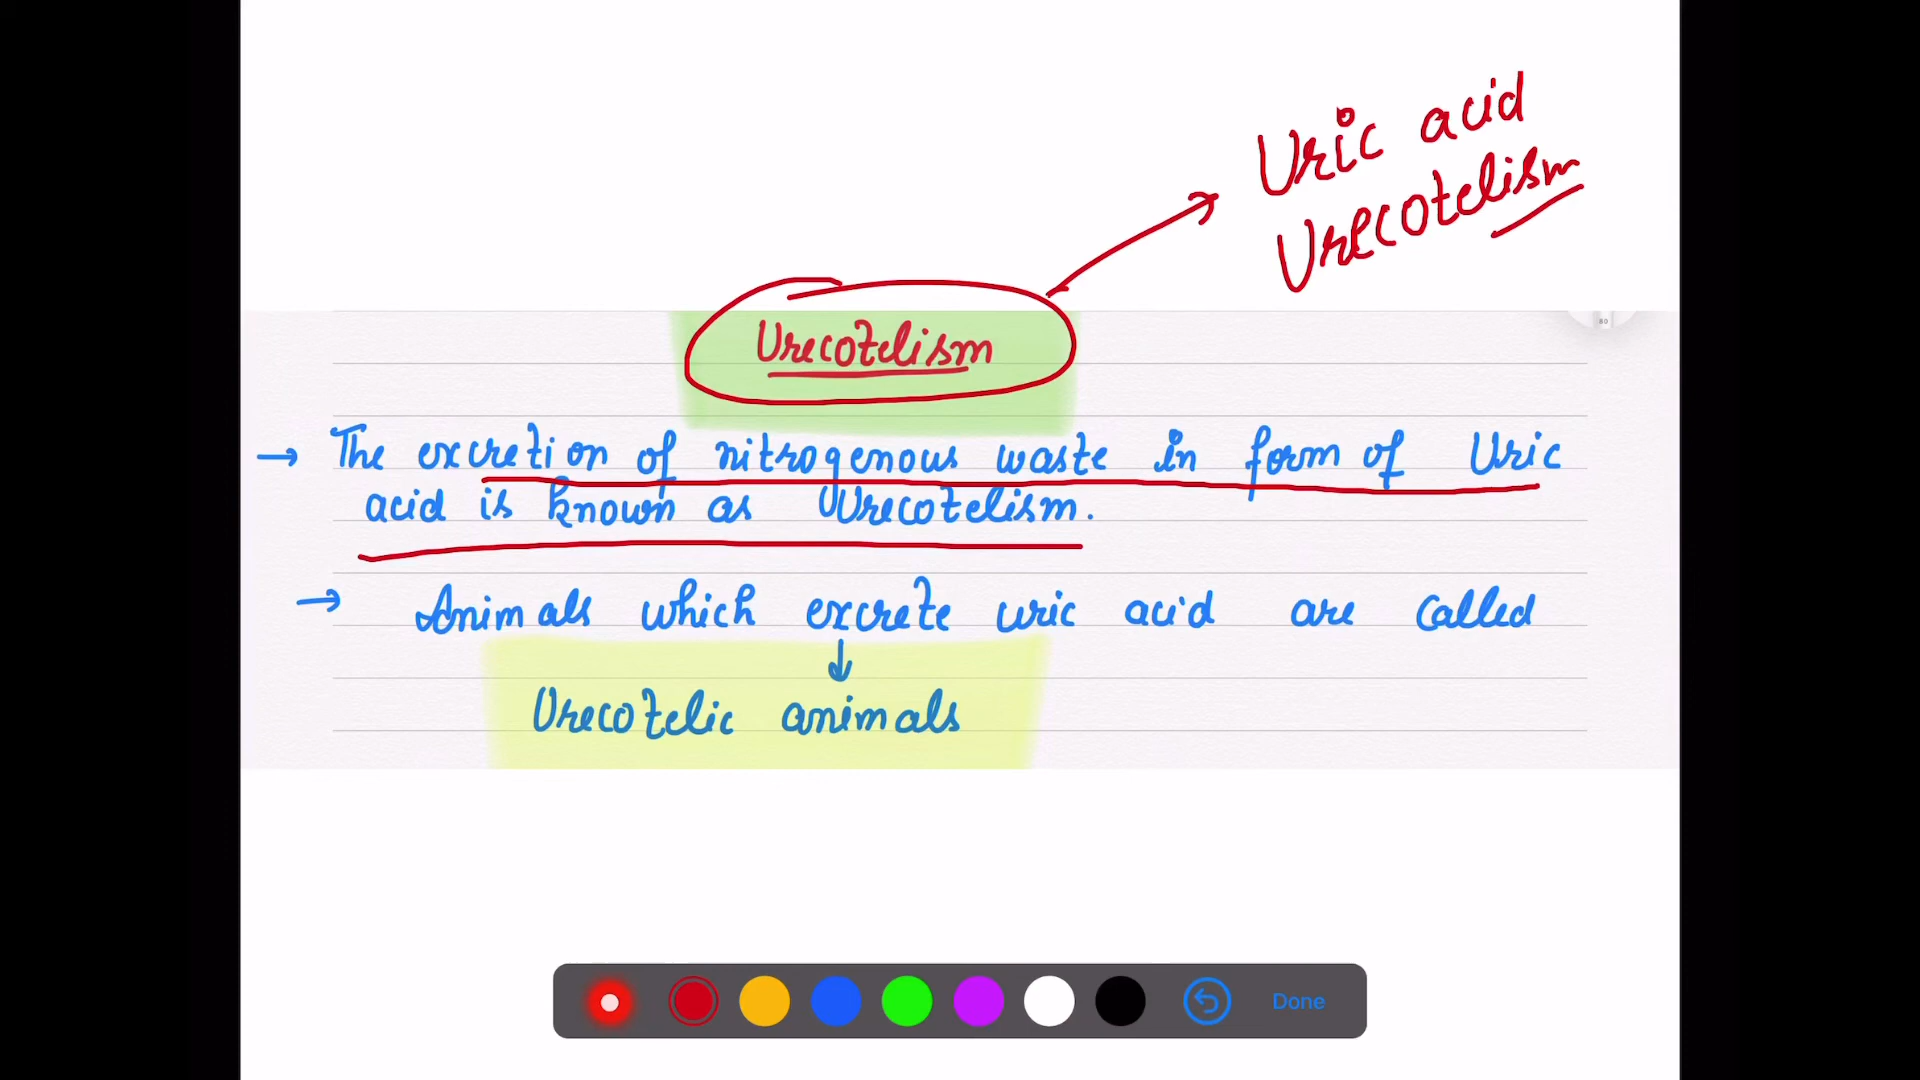 Uric acid
Urecotelism
Urecotelism
80
→ The excretion of nitrogenous waste in form of Uric
acid is known as Urecotelism.
→ Animals which excrete uric acid are called
↓
Urecotelic animals
Done